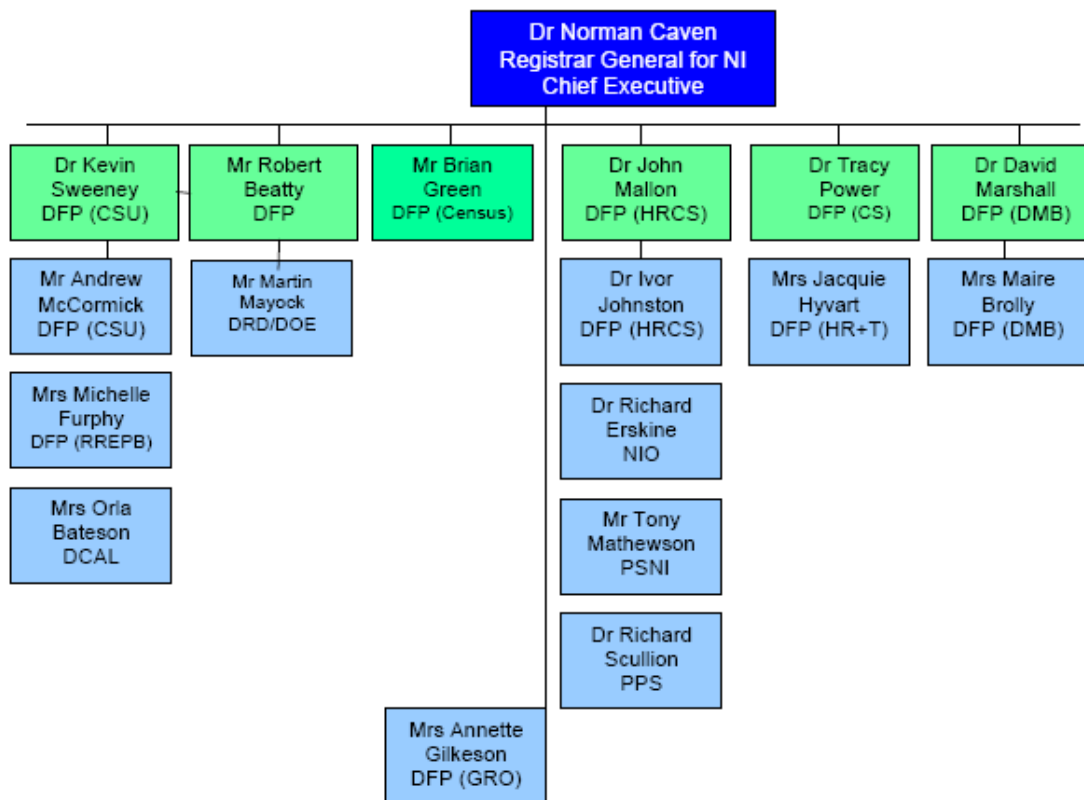 Dr Norman Caven
Registrar General for NI
Chief Executive
Dr Kevin
Sweeney
DFP (CSU)
Mr Robert
Beatty
DFP
Mr Brian
Green
DFP (Census)
Dr John
Mallon
DFP (HRCS)
Dr Tracy
Power
DFP (CS)
Dr David
Marshall
DFP (DMB)
Mr Andrew
McCormick
DFP (CSU)
Mr Martin
Mayock
DRD/DOE
Dr Ivor
Johnston
DFP (HRCS)
Mrs Jacquie
Hyvart
DFP (HR+T)
Mrs Maire
Brolly
DFP (DMB)
Mrs Michelle
Furphy
DFP (RREPB)
Dr Richard
Erskine
NIO
Mrs Orla
Bateson
DCAL
Mr Tony
Mathewson
PSNI
Dr Richard
Scullion
PPS
Mrs Annette
Gilkeson
DFP (GRO)